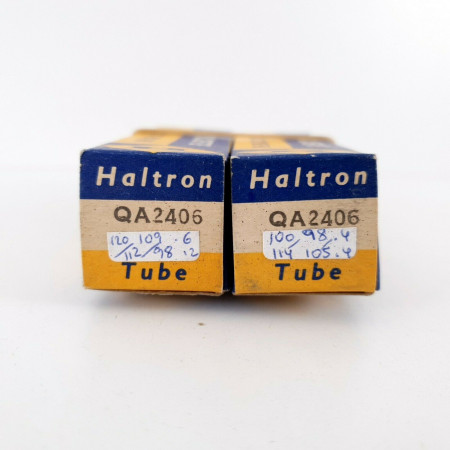 Haltron
QA2406
120 109 .6
112/98 .2
Tube
Haltron
QA2406
100 98 .4
114 105 .4
Tube